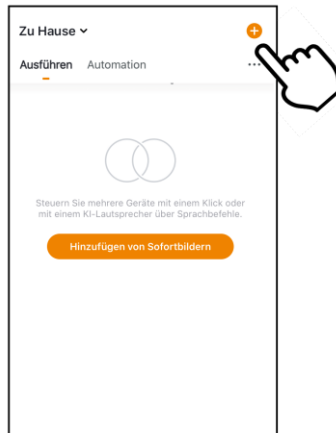 Zu Hause
Ausführen Automation
Steuern Sie mehrere Geräte mit einem Klick oder
mit einem KI-Lautsprecher über Sprachbefehle.
Hinzufügen von Sofortbildern